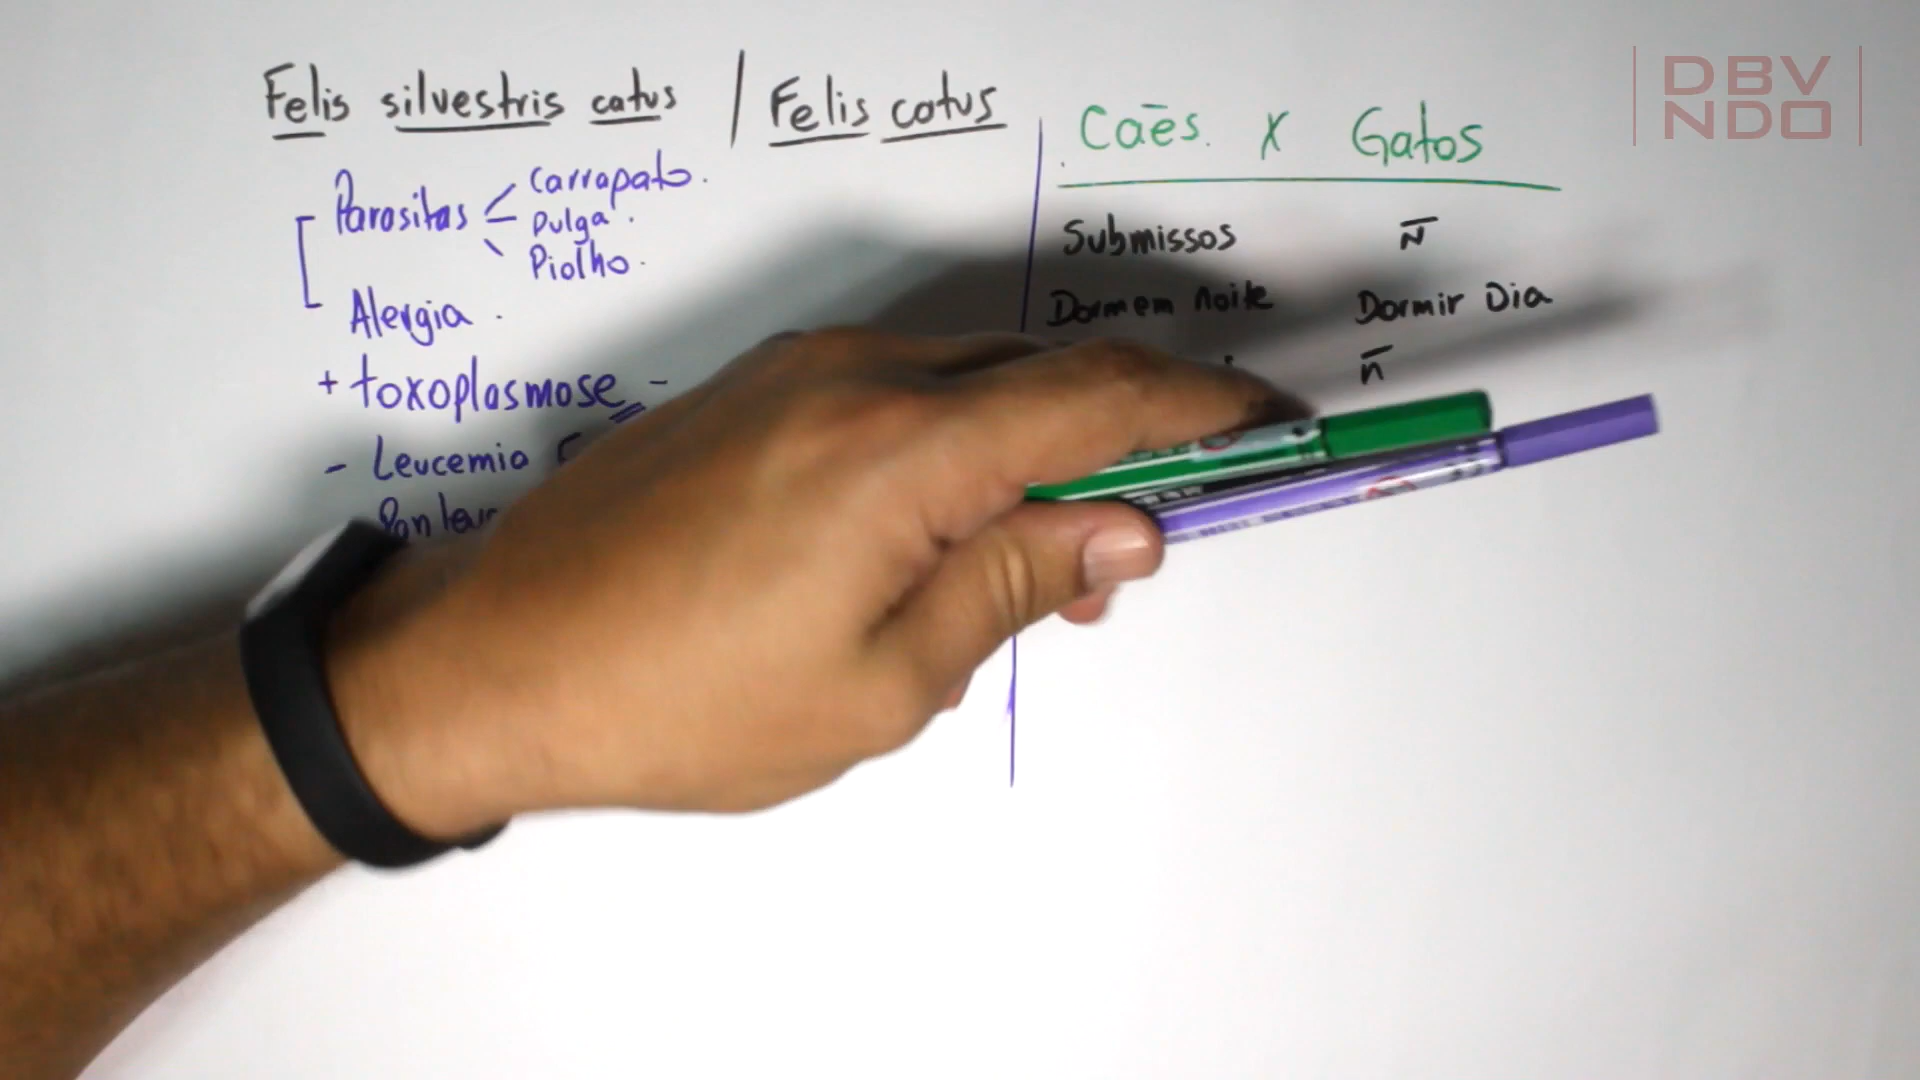 Felis silvestris catus / Felis catus
Parasitas
Carrapato.
Pulga.
Piolho.
Alergia.
+ toxoplasmose -
- Leucemia
Caēs. X Gatos
Submissos N̄
Dormem noite Dormir Dia
n̄
DBV
NDO